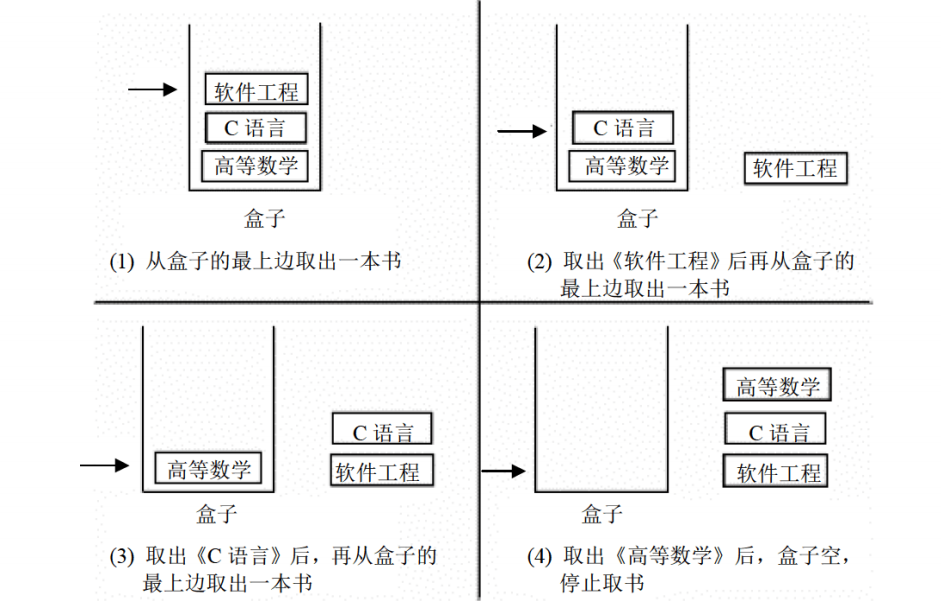 软件工程
C 语言
高等数学
盒子
(1) 从盒子的最上边取出一本书
C 语言
高等数学
软件工程
盒子
(2) 取出《软件工程》后再从盒子的
最上边取出一本书
高等数学
C 语言
软件工程
盒子
(3) 取出《C 语言》后，再从盒子的
最上边取出一本书
高等数学
C 语言
软件工程
盒子
(4) 取出《高等数学》后，盒子空，
停止取书